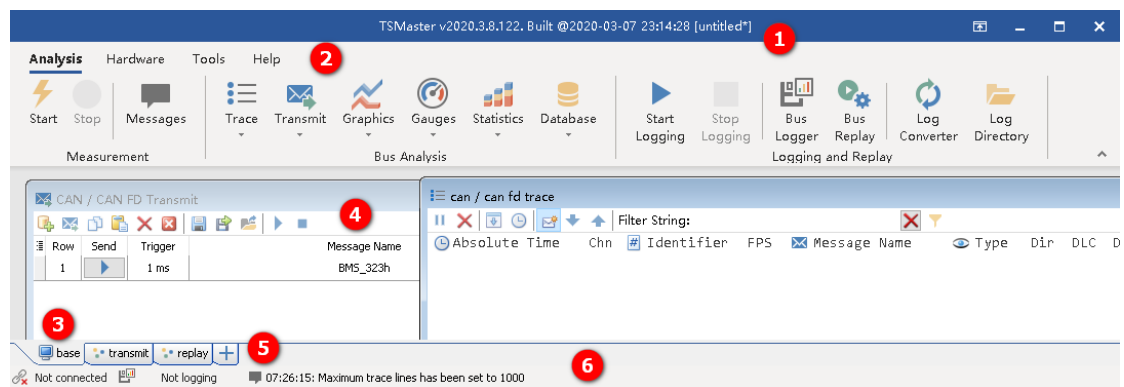 TSMaster v2020.3.8.122. Built @2020-03-07 23:14:28 [untitled*]
1
Analysis Hardware Tools Help
2
Start Stop Messages Trace Transmit Graphics Gauges Statistics Database Start Logging Stop Logging Bus Logger Bus Replay Log Converter Log Directory
Measurement Bus Analysis Logging and Replay
CAN / CAN FD Transmit
4
Row Send Trigger Message Name
1 1 ms BMS_323h
can / can fd trace
Filter String:
Absolute Time Chn # Identifier FPS Message Name Type Dir DLC D
3
base transmit replay
5
Not connected Not logging 07:26:15: Maximum trace lines has been set to 1000
6